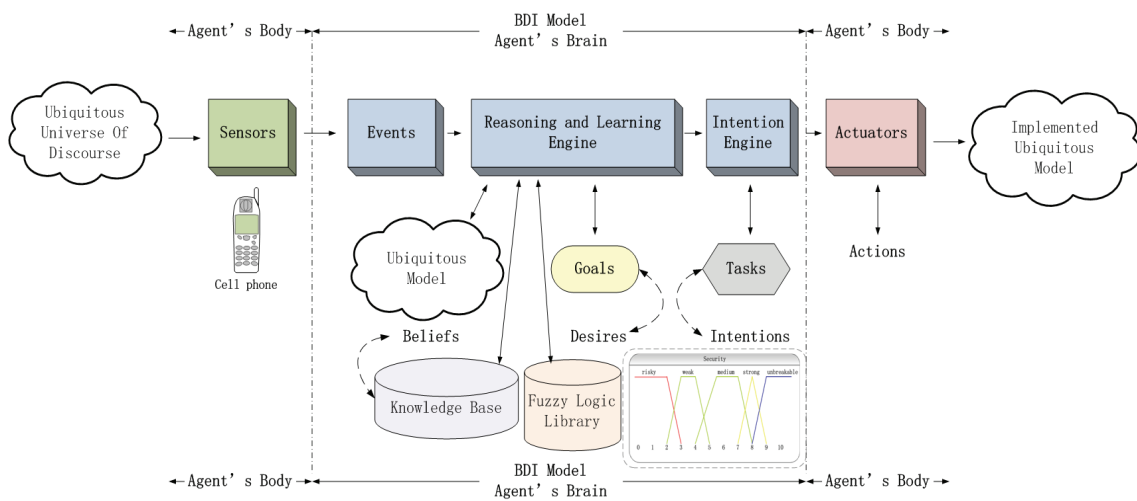 BDI Model
Agent's Body
Agent's Brain
Agent's Body
Ubiquitous
Universe Of
Discourse
Sensors
Events
Reasoning and Learning
Engine
Intention
Engine
Actuators
Implemented
Ubiquitous
Model
Cell phone
Ubiquitous
Model
Goals
Tasks
Actions
Beliefs
Desires
Intentions
Knowledge Base
Fuzzy Logic
Library
Security
risky
weak
medium
strong
unbreakable
0 1 2 3 4 5 6 7 8 9 10
BDI Model
Agent's Body
Agent's Brain
Agent's Body